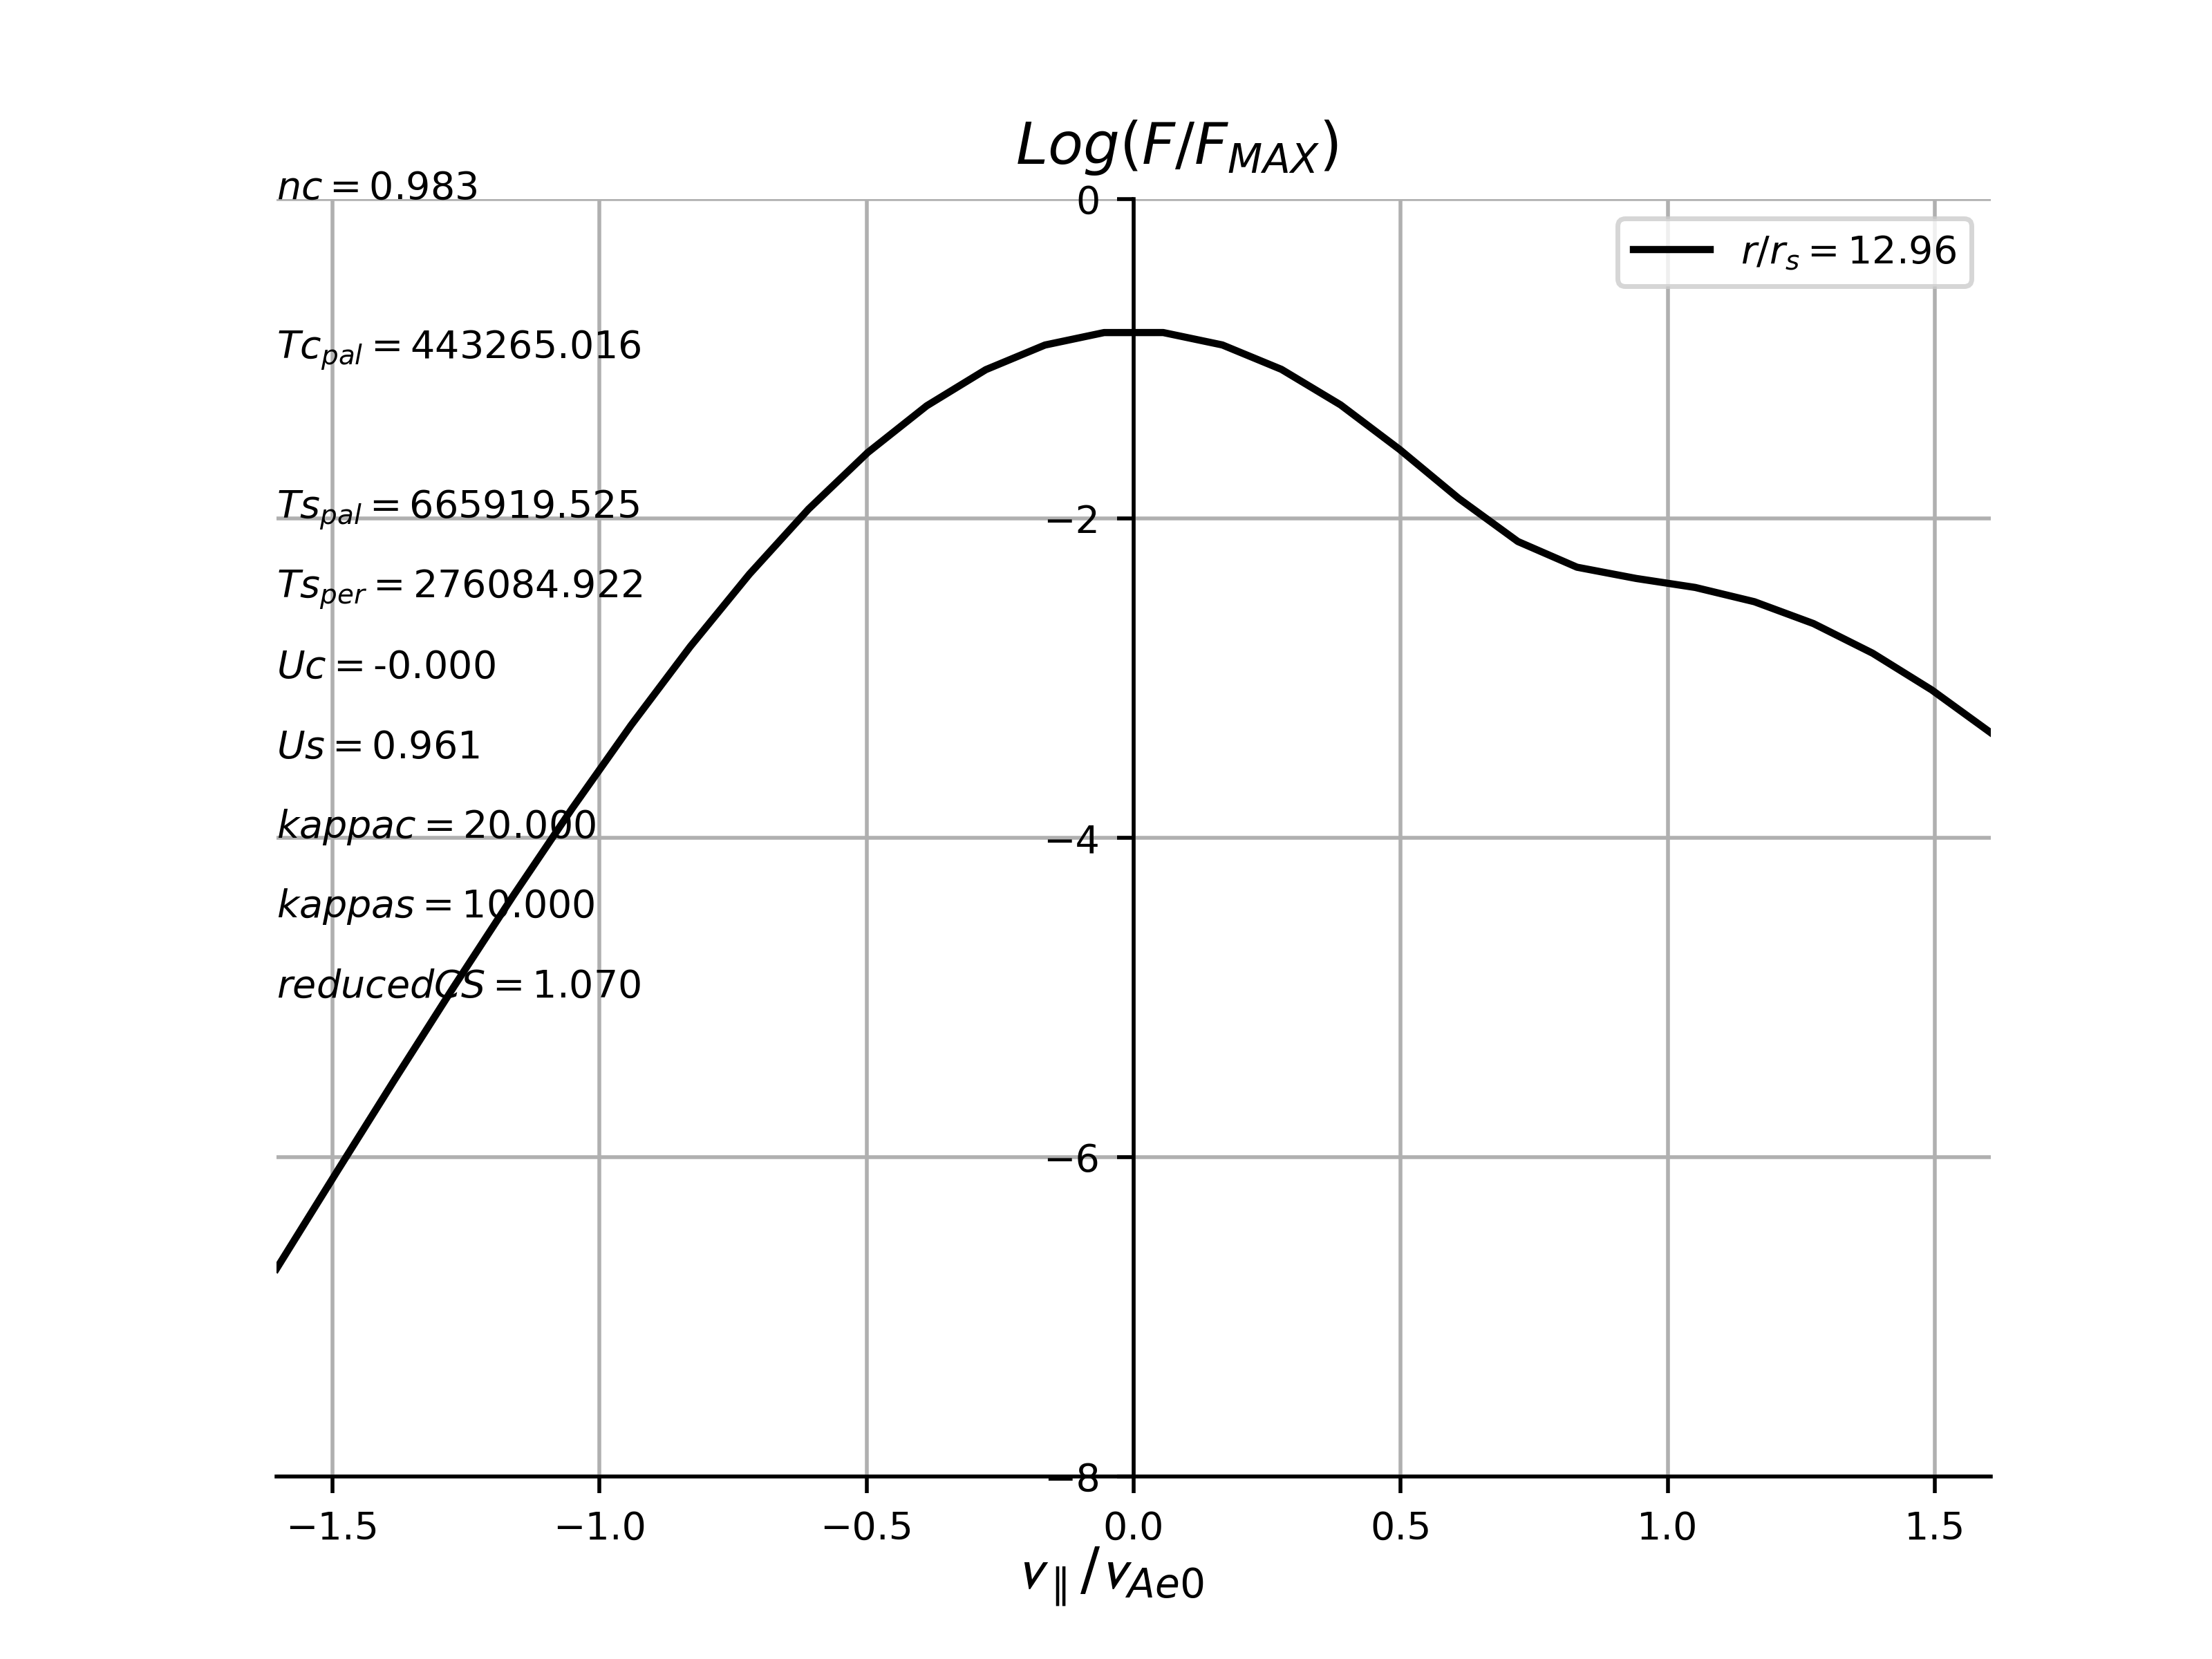 Log(F/F_MAX)
nc = 0.983
0
r/r_s = 12.96
Tc_pal = 443265.016
Ts_pal = 665919.525
−2
Ts_per = 276084.922
Uc = -0.000
Us = 0.961
kappac = 20.000
−4
kappas = 10.000
reducedCS = 1.070
−6
−8
−1.5 −1.0 −0.5 0.0 0.5 1.0 1.5
v_∥/v_Ae0